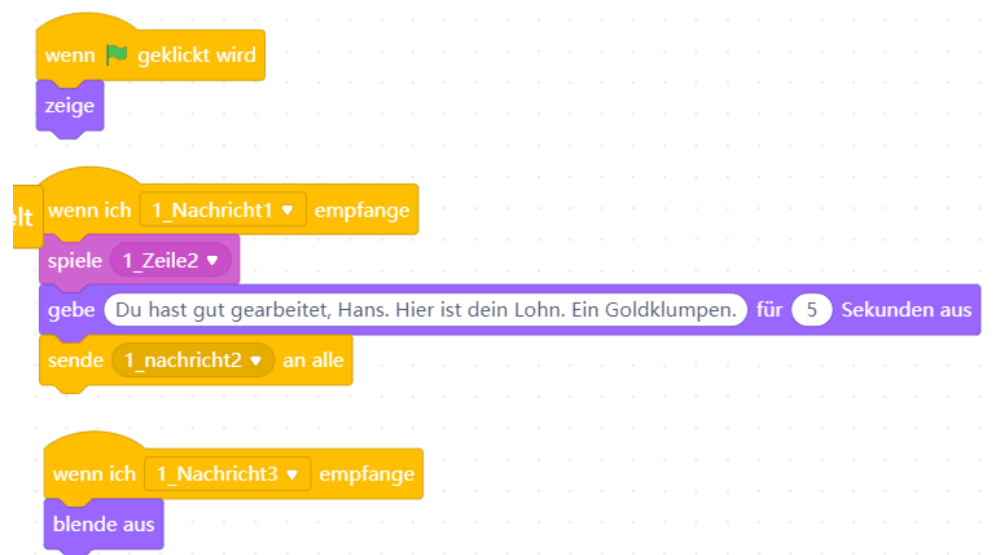 wenn geklickt wird
zeige
elt
wenn ich 1_Nachricht1 empfange
spiele 1_Zeile2
gebe Du hast gut gearbeitet, Hans. Hier ist dein Lohn. Ein Goldklumpen. für 5 Sekunden aus
sende 1_nachricht2 an alle
wenn ich 1_Nachricht3 empfange
blende aus